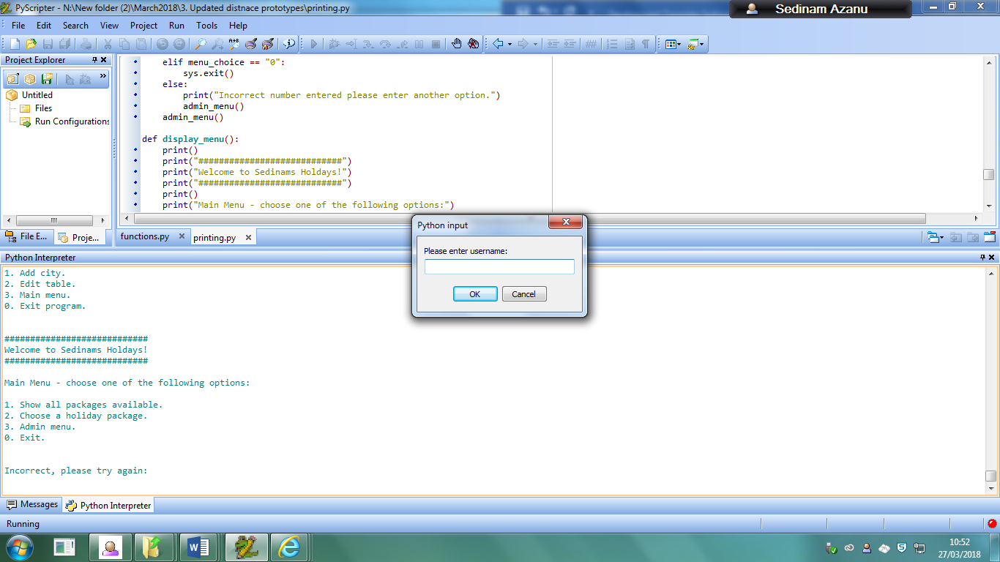 PyScripter - N:\New folder (2)\March2018\3. Updated distnace prototypes\printing.py
Sedinam Azanu
File Edit Search View Project Run Tools Help
Project Explorer
Untitled
Files
Run Configurations
File E...
Proje...
elif menu_choice == "0":
sys.exit()
else:
print("Incorrect number entered please enter another option.")
admin_menu()
admin_menu()
def display_menu():
print()
print("############################")
print("Welcome to Sedinams Holdays!")
print("############################")
print()
print("Main Menu - choose one of the following options:")
functions.py
printing.py
Python input
Please enter username:
OK
Cancel
Python Interpreter
1. Add city.
2. Edit table.
3. Main menu.
0. Exit program.
############################
Welcome to Sedinams Holdays!
############################
Main Menu - choose one of the following options:
1. Show all packages available.
2. Choose a holiday package.
3. Admin menu.
0. Exit.
Incorrect, please try again:
Messages
Python Interpreter
Running
10:52
27/03/2018